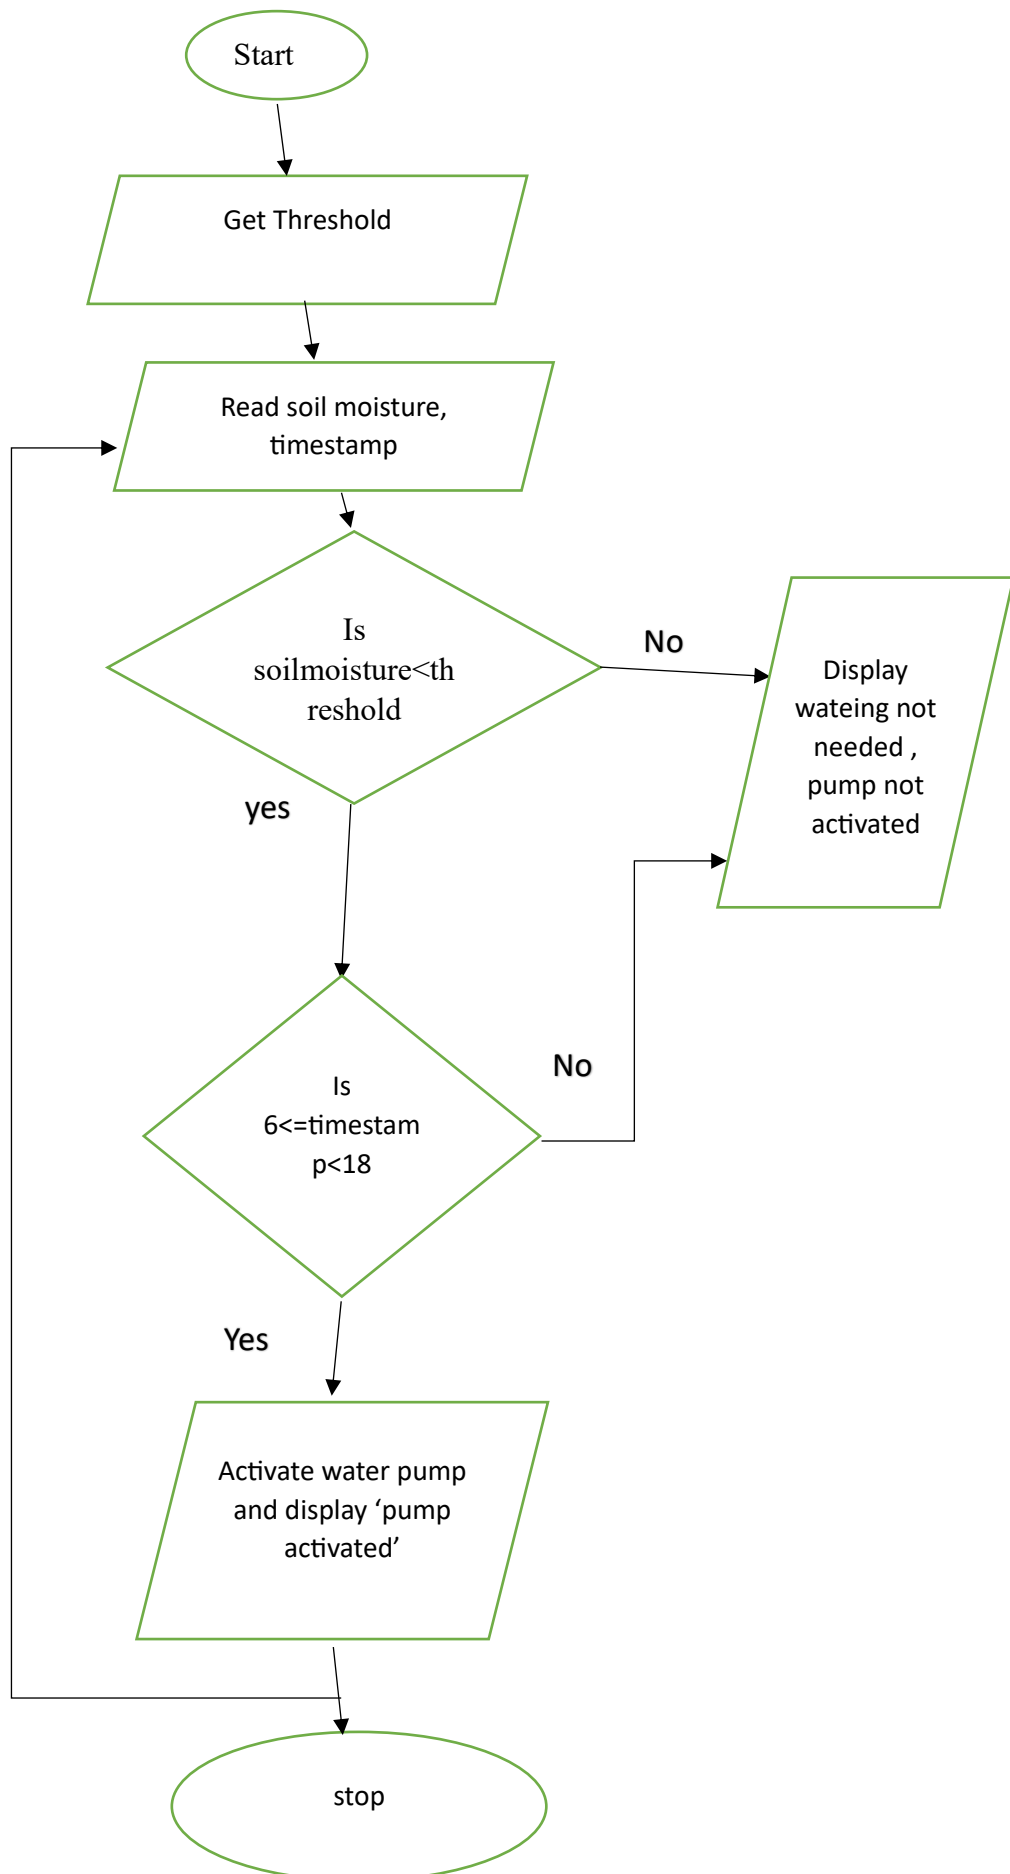 Start
Get Threshold
Read soil moisture,
timestamp
Is
soilmoisture<th
reshold
No
Display
wateing not
needed ,
pump not
activated
yes
Is
6<=timestam
p<18
No
Yes
Activate water pump
and display ‘pump
activated’
stop